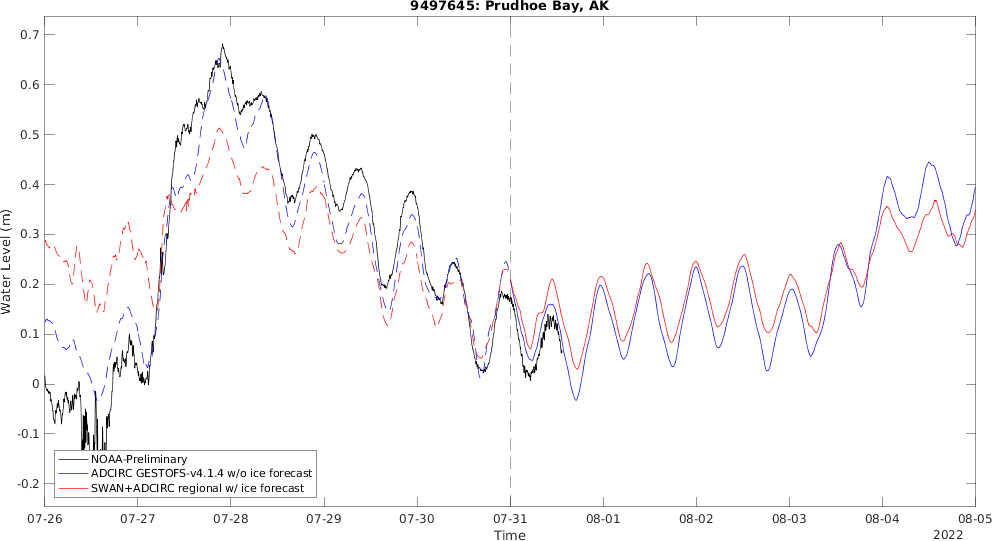 9497645: Prudhoe Bay, AK
Water Level (m)
0.7
0.6
0.5
0.4
0.3
0.2
0.1
0
-0.1
-0.2
NOAA-Preliminary
ADCIRC GESTOFS-v4.1.4 w/o ice forecast
SWAN+ADCIRC regional w/ ice forecast
07-26 07-27 07-28 07-29 07-30 07-31 08-01 08-02 08-03 08-04 08-05
Time
2022